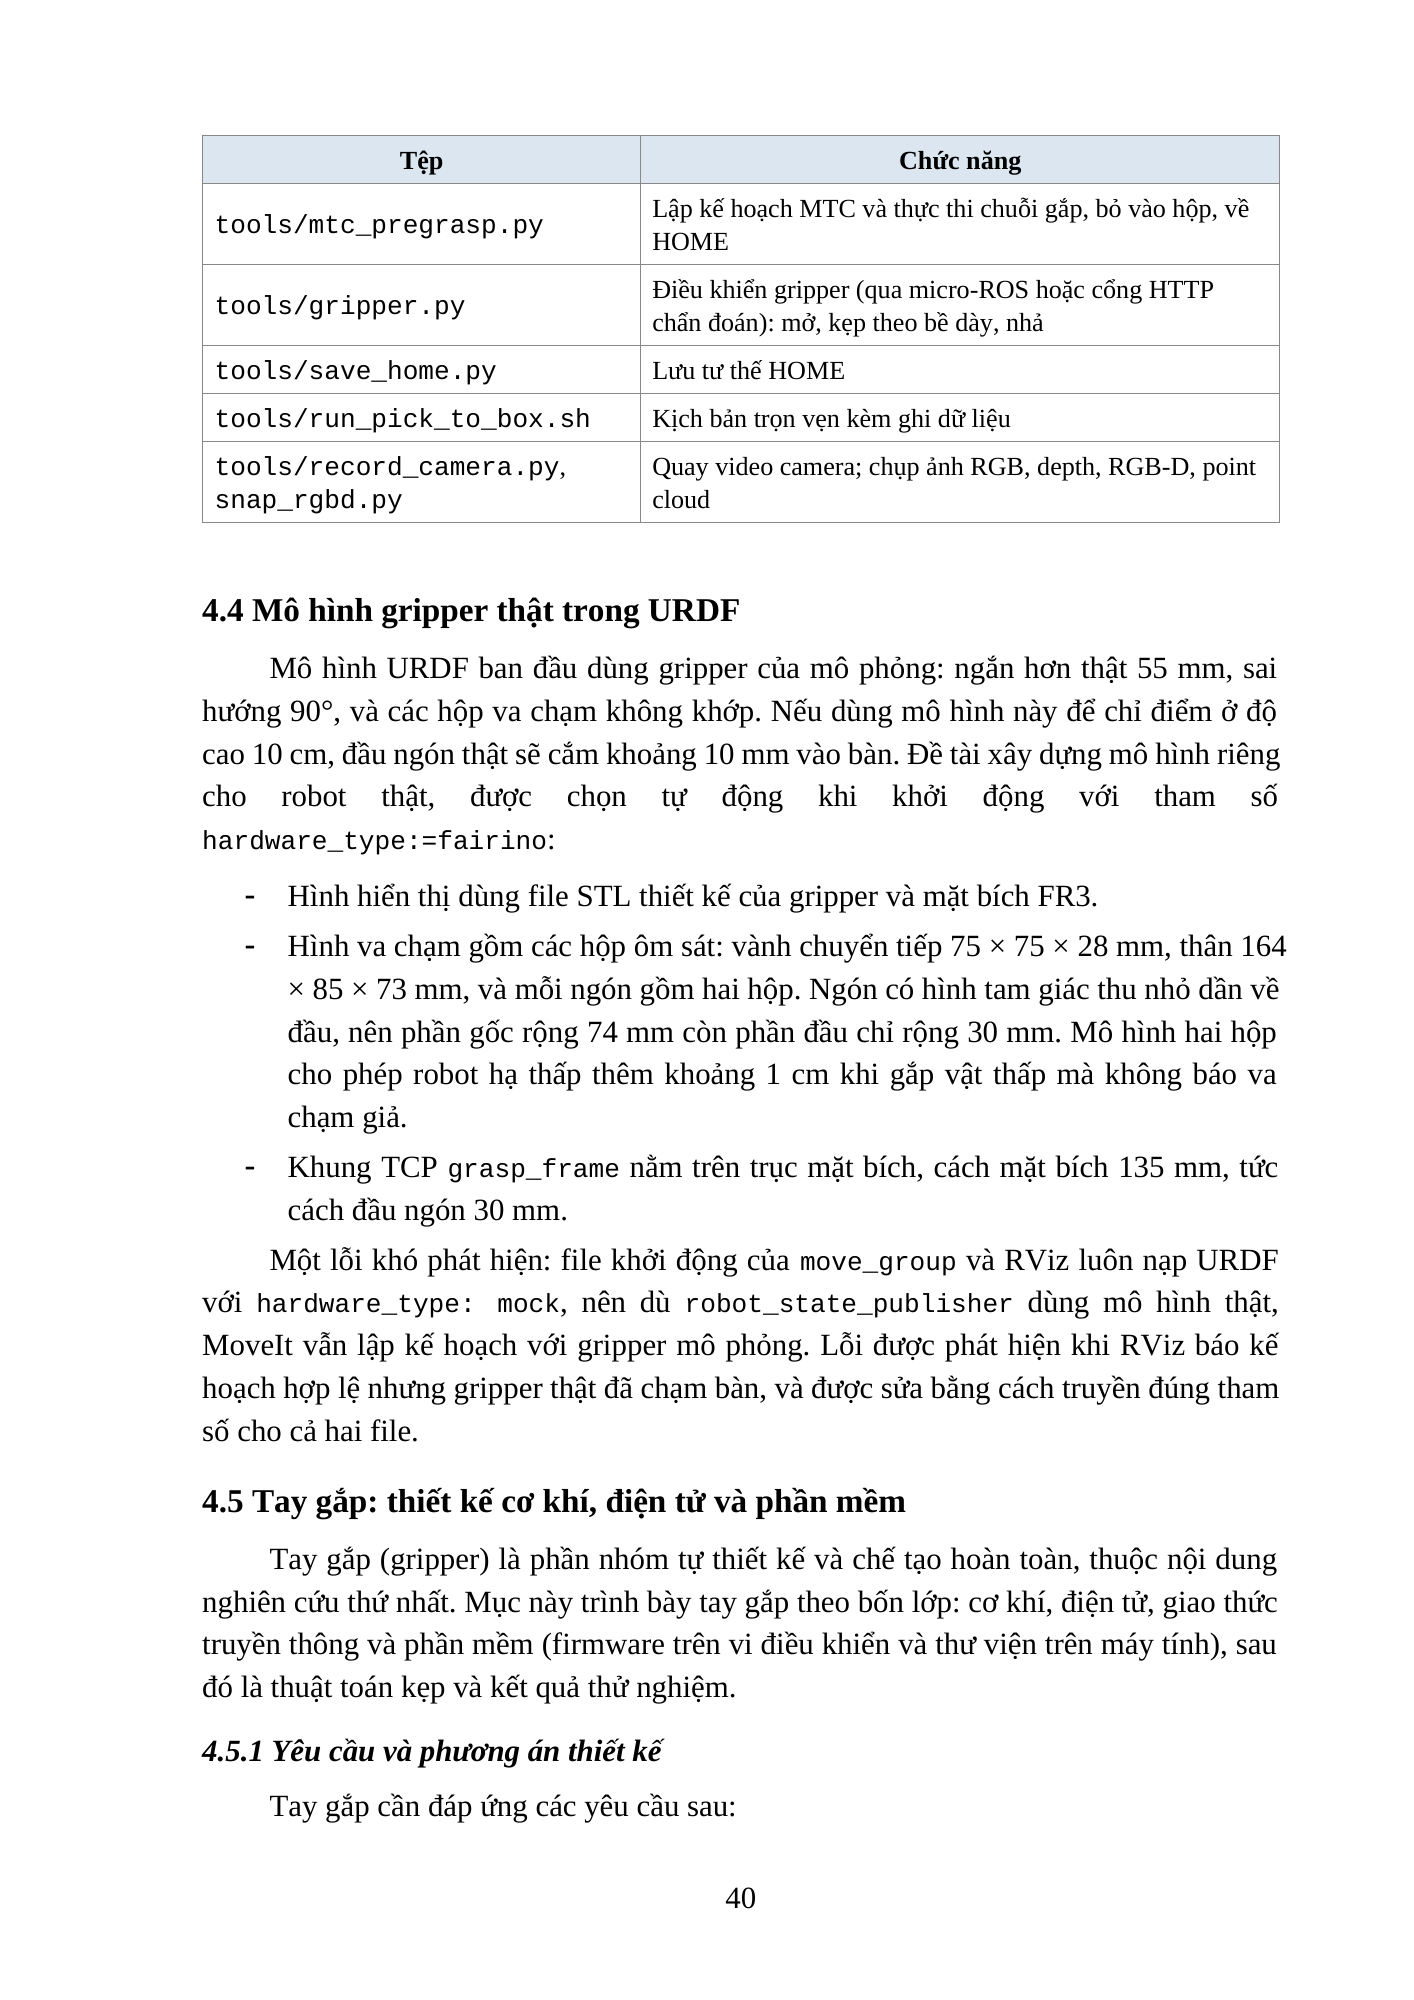 Tệp
Chức năng
tools/mtc_pregrasp.py
Lập kế hoạch MTC và thực thi chuỗi gắp, bỏ vào hộp, về
HOME
tools/gripper.py
Điều khiển gripper (qua micro-ROS hoặc cổng HTTP
chẩn đoán): mở, kẹp theo bề dày, nhả
tools/save_home.py
Lưu tư thế HOME
tools/run_pick_to_box.sh
Kịch bản trọn vẹn kèm ghi dữ liệu
tools/record_camera.py,
snap_rgbd.py
Quay video camera; chụp ảnh RGB, depth, RGB-D, point
cloud
4.4 Mô hình gripper thật trong URDF
Mô hình URDF ban đầu dùng gripper của mô phỏng: ngắn hơn thật 55 mm, sai
hướng 90°, và các hộp va chạm không khớp. Nếu dùng mô hình này để chỉ điểm ở độ
cao 10 cm, đầu ngón thật sẽ cắm khoảng 10 mm vào bàn. Đề tài xây dựng mô hình riêng
cho robot thật, được chọn tự động khi khởi động với tham số
hardware_type:=fairino:
- Hình hiển thị dùng file STL thiết kế của gripper và mặt bích FR3.
- Hình va chạm gồm các hộp ôm sát: vành chuyển tiếp 75 × 75 × 28 mm, thân 164
× 85 × 73 mm, và mỗi ngón gồm hai hộp. Ngón có hình tam giác thu nhỏ dần về
đầu, nên phần gốc rộng 74 mm còn phần đầu chỉ rộng 30 mm. Mô hình hai hộp
cho phép robot hạ thấp thêm khoảng 1 cm khi gắp vật thấp mà không báo va
chạm giả.
- Khung TCP grasp_frame nằm trên trục mặt bích, cách mặt bích 135 mm, tức
cách đầu ngón 30 mm.
Một lỗi khó phát hiện: file khởi động của move_group và RViz luôn nạp URDF
với hardware_type: mock, nên dù robot_state_publisher dùng mô hình thật,
MoveIt vẫn lập kế hoạch với gripper mô phỏng. Lỗi được phát hiện khi RViz báo kế
hoạch hợp lệ nhưng gripper thật đã chạm bàn, và được sửa bằng cách truyền đúng tham
số cho cả hai file.
4.5 Tay gắp: thiết kế cơ khí, điện tử và phần mềm
Tay gắp (gripper) là phần nhóm tự thiết kế và chế tạo hoàn toàn, thuộc nội dung
nghiên cứu thứ nhất. Mục này trình bày tay gắp theo bốn lớp: cơ khí, điện tử, giao thức
truyền thông và phần mềm (firmware trên vi điều khiển và thư viện trên máy tính), sau
đó là thuật toán kẹp và kết quả thử nghiệm.
4.5.1 Yêu cầu và phương án thiết kế
Tay gắp cần đáp ứng các yêu cầu sau:
40